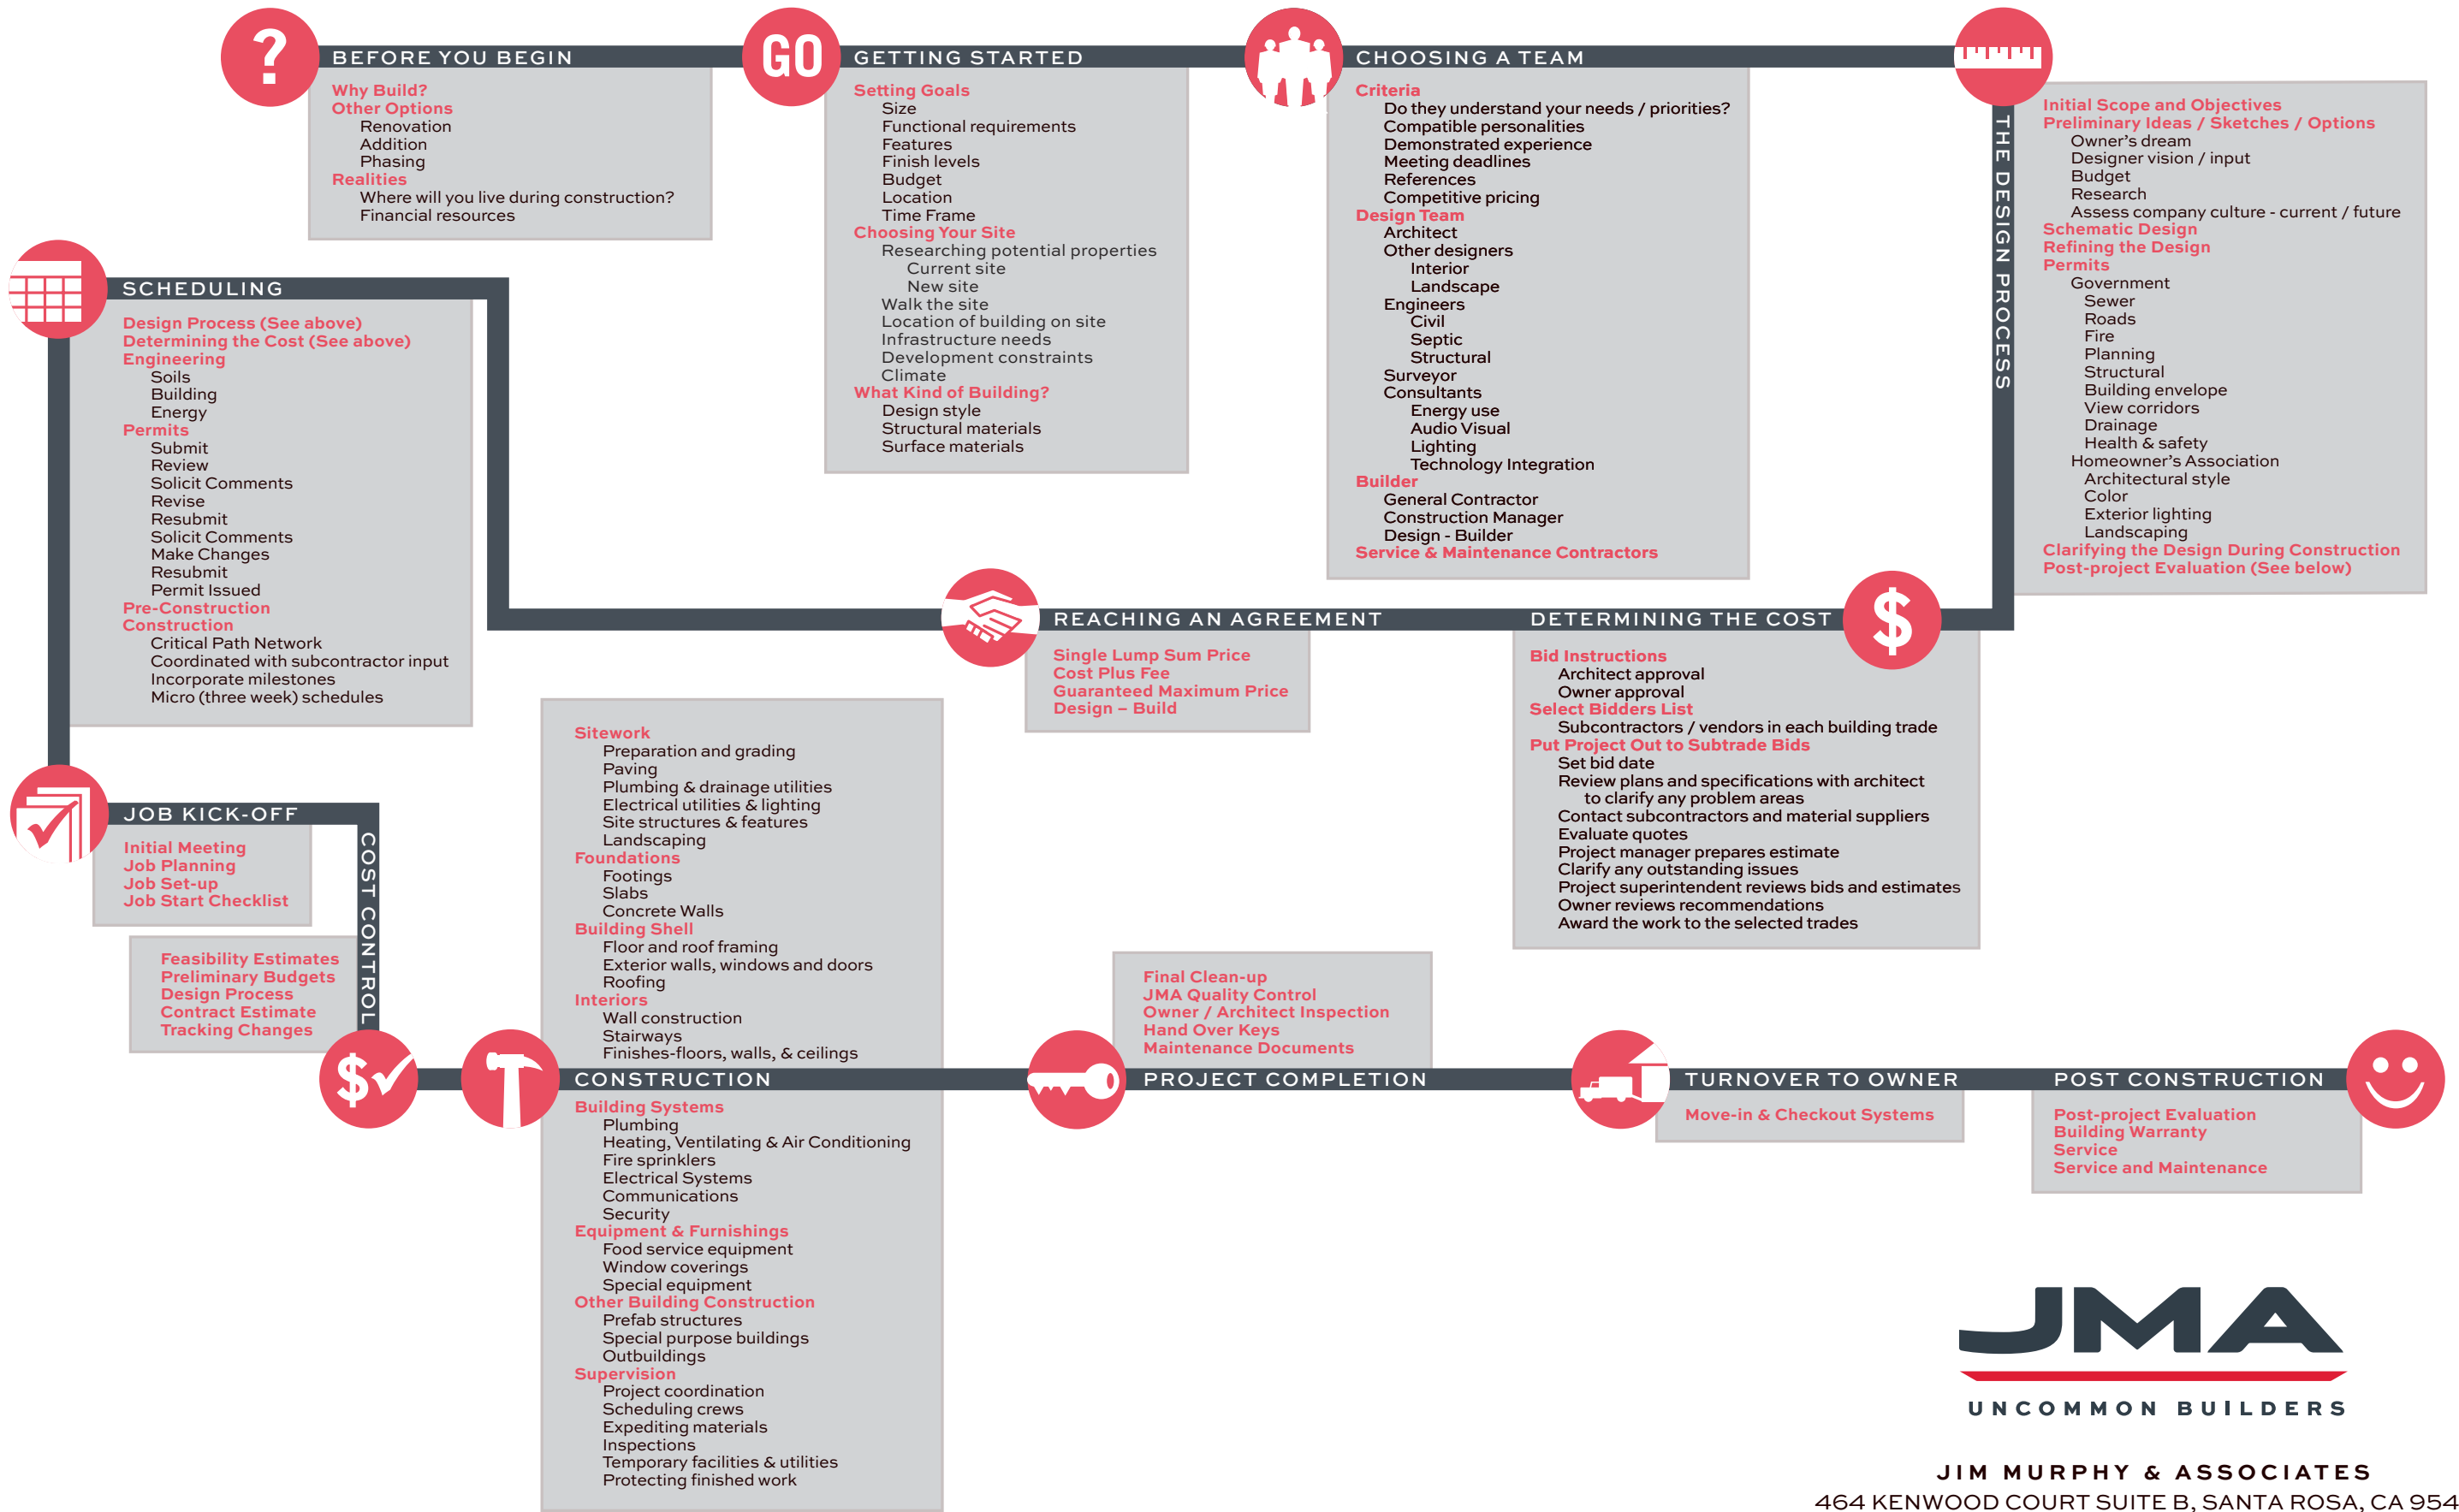 ?
BEFORE YOU BEGIN
Why Build?
Other Options
Renovation
Addition
Phasing
Realities
Where will you live during construction?
Financial resources
GO
GETTING STARTED
Setting Goals
Size
Functional requirements
Features
Finish levels
Budget
Location
Time Frame
Choosing Your Site
Researching potential properties
Current site
New site
Walk the site
Location of building on site
Infrastructure needs
Development constraints
Climate
What Kind of Building?
Design style
Structural materials
Surface materials
CHOOSING A TEAM
Criteria
Do they understand your needs / priorities?
Compatible personalities
Demonstrated experience
Meeting deadlines
References
Competitive pricing
Design Team
Architect
Other designers
Interior
Landscape
Engineers
Civil
Septic
Structural
Surveyor
Consultants
Energy use
Audio Visual
Lighting
Technology Integration
Builder
General Contractor
Construction Manager
Design - Builder
Service & Maintenance Contractors
THE DESIGN PROCESS
Initial Scope and Objectives
Preliminary Ideas / Sketches / Options
Owner's dream
Designer vision / input
Budget
Research
Assess company culture - current / future
Schematic Design
Refining the Design
Permits
Government
Sewer
Roads
Fire
Planning
Structural
Building envelope
View corridors
Drainage
Health & safety
Homeowner's Association
Architectural style
Color
Exterior lighting
Landscaping
Clarifying the Design During Construction
Post-project Evaluation (See below)
DETERMINING THE COST
$
Bid Instructions
Architect approval
Owner approval
Select Bidders List
Subcontractors / vendors in each building trade
Put Project Out to Subtrade Bids
Set bid date
Review plans and specifications with architect
to clarify any problem areas
Contact subcontractors and material suppliers
Evaluate quotes
Project manager prepares estimate
Clarify any outstanding issues
Project superintendent reviews bids and estimates
Owner reviews recommendations
Award the work to the selected trades
REACHING AN AGREEMENT
Single Lump Sum Price
Cost Plus Fee
Guaranteed Maximum Price
Design – Build
SCHEDULING
Design Process (See above)
Determining the Cost (See above)
Engineering
Soils
Building
Energy
Permits
Submit
Review
Solicit Comments
Revise
Resubmit
Solicit Comments
Make Changes
Resubmit
Permit Issued
Pre-Construction
Construction
Critical Path Network
Coordinated with subcontractor input
Incorporate milestones
Micro (three week) schedules
JOB KICK-OFF
Initial Meeting
Job Planning
Job Set-up
Job Start Checklist
COST CONTROL
Feasibility Estimates
Preliminary Budgets
Design Process
Contract Estimate
Tracking Changes
$
Sitework
Preparation and grading
Paving
Plumbing & drainage utilities
Electrical utilities & lighting
Site structures & features
Landscaping
Foundations
Footings
Slabs
Concrete Walls
Building Shell
Floor and roof framing
Exterior walls, windows and doors
Roofing
Interiors
Wall construction
Stairways
Finishes-floors, walls, & ceilings
CONSTRUCTION
Building Systems
Plumbing
Heating, Ventilating & Air Conditioning
Fire sprinklers
Electrical Systems
Communications
Security
Equipment & Furnishings
Food service equipment
Window coverings
Special equipment
Other Building Construction
Prefab structures
Special purpose buildings
Outbuildings
Supervision
Project coordination
Scheduling crews
Expediting materials
Inspections
Temporary facilities & utilities
Protecting finished work
Final Clean-up
JMA Quality Control
Owner / Architect Inspection
Hand Over Keys
Maintenance Documents
PROJECT COMPLETION
TURNOVER TO OWNER
Move-in & Checkout Systems
POST CONSTRUCTION
Post-project Evaluation
Building Warranty
Service
Service and Maintenance
JMA
UNCOMMON BUILDERS
JIM MURPHY & ASSOCIATES
464 KENWOOD COURT SUITE B, SANTA ROSA, CA 954